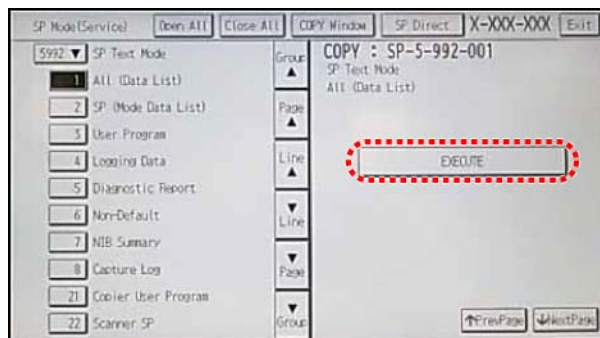 SP Mode(Service) Open All Close All COPY Window SP Direct X-XXX-XXX Exit
5992 ▼ SP Text Mode
1 All (Data List)
2 SP (Mode Data List)
3 User Program
4 Logging Data
5 Diagnostic Report
6 Non-Default
7 NIB Summary
8 Capture Log
21 Copier User Program
22 Scanner SP
Group ▲
Page ▲
Line ▲
▼ Line
▼ Page
▼ Group
COPY : SP-5-992-001
SP Text Mode
All (Data List)
EXECUTE
↑PrevPage ↓NextPage